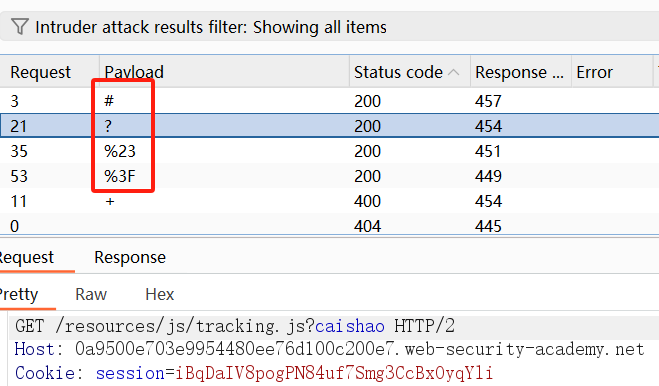 Intruder attack results filter: Showing all items
Request Payload Status code Response ... Error
3 # 200 457
21 ? 200 454
35 %23 200 451
53 %3F 200 449
11 + 400 454
0 404 445
Request Response
Pretty Raw Hex
GET /resources/js/tracking.js?caishao HTTP/2
Host: 0a9500e703e9954480ee76d100c200e7.web-security-academy.net
Cookie: session=iBqDaIV8pogPN84uf7Smg3CcBxOyqYli